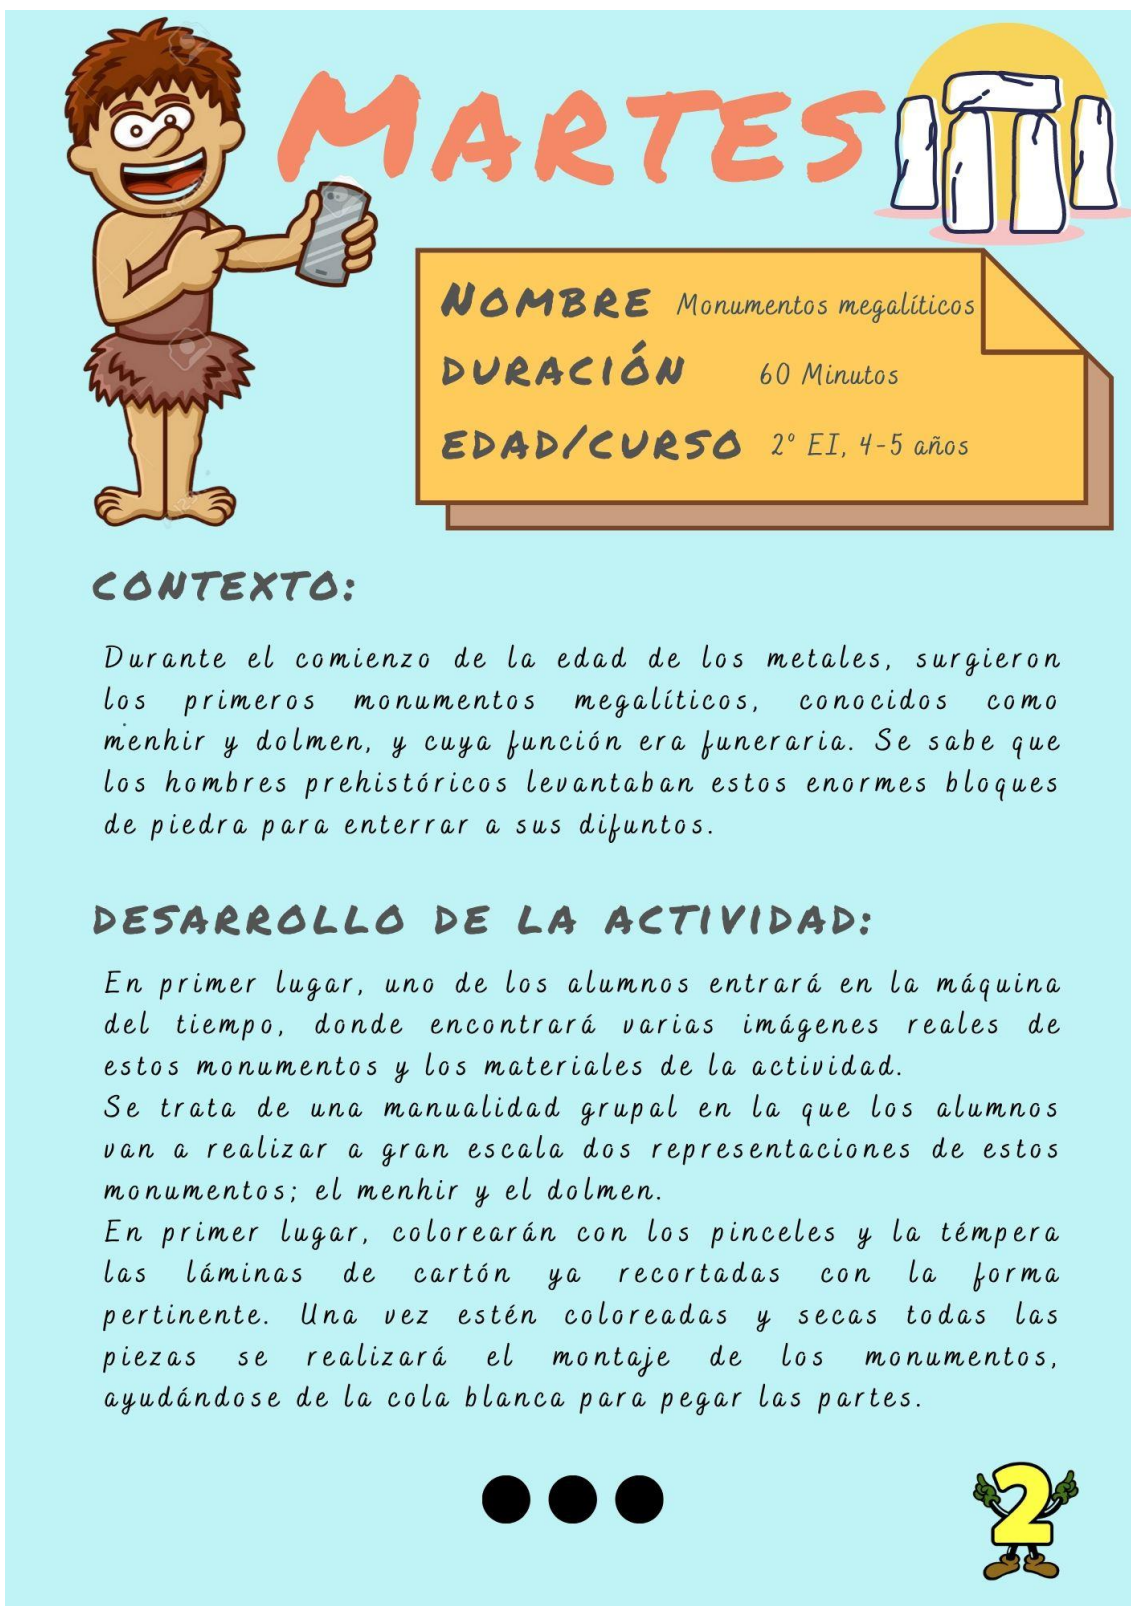 MARTES
NOMBRE Monumentos megalíticos
DURACIÓN 60 Minutos
EDAD/CURSO 2º EI, 4-5 años
CONTEXTO:
Durante el comienzo de la edad de los metales, surgieron
los primeros monumentos megalíticos, conocidos como
menhir y dolmen, y cuya función era funeraria. Se sabe que
los hombres prehistóricos levantaban estos enormes bloques
de piedra para enterrar a sus difuntos.
DESARROLLO DE LA ACTIVIDAD:
En primer lugar, uno de los alumnos entrará en la máquina
del tiempo, donde encontrará varias imágenes reales de
estos monumentos y los materiales de la actividad.
Se trata de una manualidad grupal en la que los alumnos
van a realizar a gran escala dos representaciones de estos
monumentos; el menhir y el dolmen.
En primer lugar, colorearán con los pinceles y la témpera
las láminas de cartón ya recortadas con la forma
pertinente. Una vez estén coloreadas y secas todas las
piezas se realizará el montaje de los monumentos,
ayudándose de la cola blanca para pegar las partes.
2